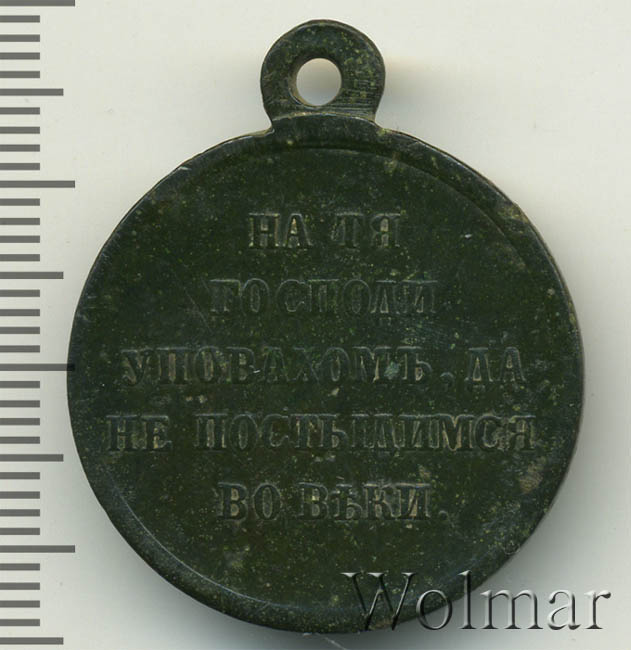 НА ТЯ
ГОСПОДИ
УПОВАХОМЪ, ДА
НЕ ПОСТЫДИМСЯ
ВО ВѢКИ.
Wolmar